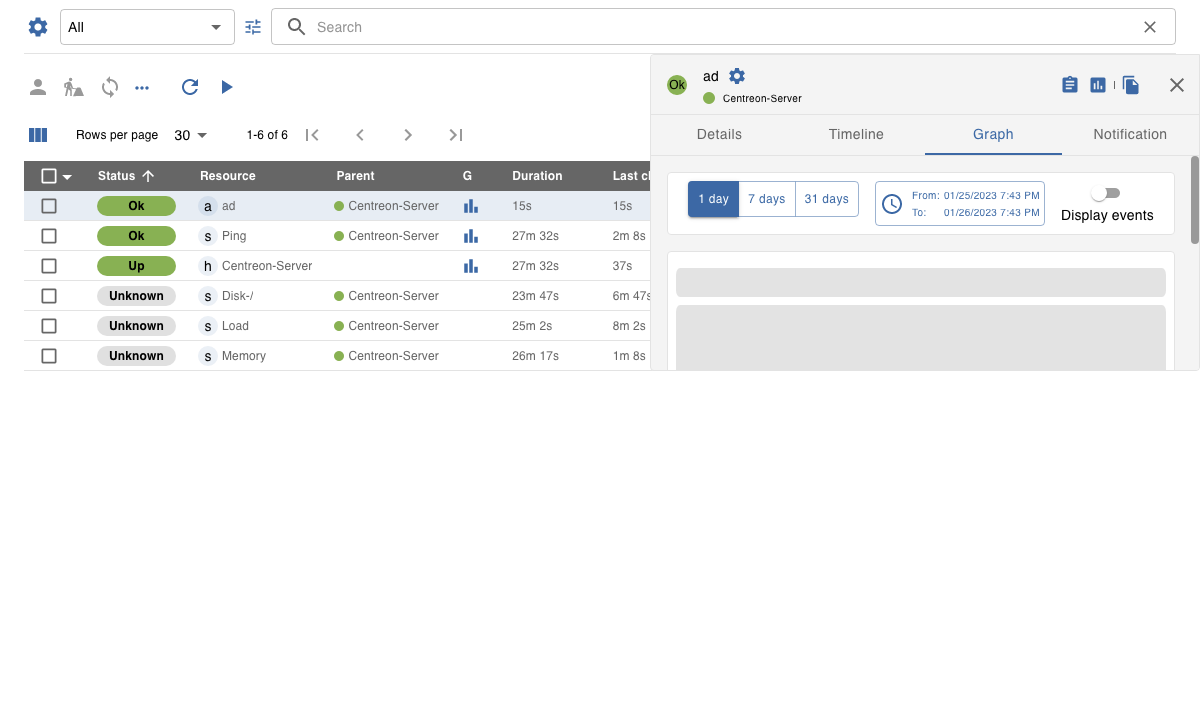 All
Search
Rows per page 30 1-6 of 6
Status Resource Parent G Duration Last cl
Ok a ad Centreon-Server 15s 15s
Ok s Ping Centreon-Server 27m 32s 2m 8s
Up h Centreon-Server 27m 32s 37s
Unknown s Disk-/ Centreon-Server 23m 47s 6m 47s
Unknown s Load Centreon-Server 25m 2s 8m 2s
Unknown s Memory Centreon-Server 26m 17s 1m 8s
Ok ad
Centreon-Server
Details Timeline Graph Notification
1 day 7 days 31 days
From: 01/25/2023 7:43 PM
To: 01/26/2023 7:43 PM
Display events